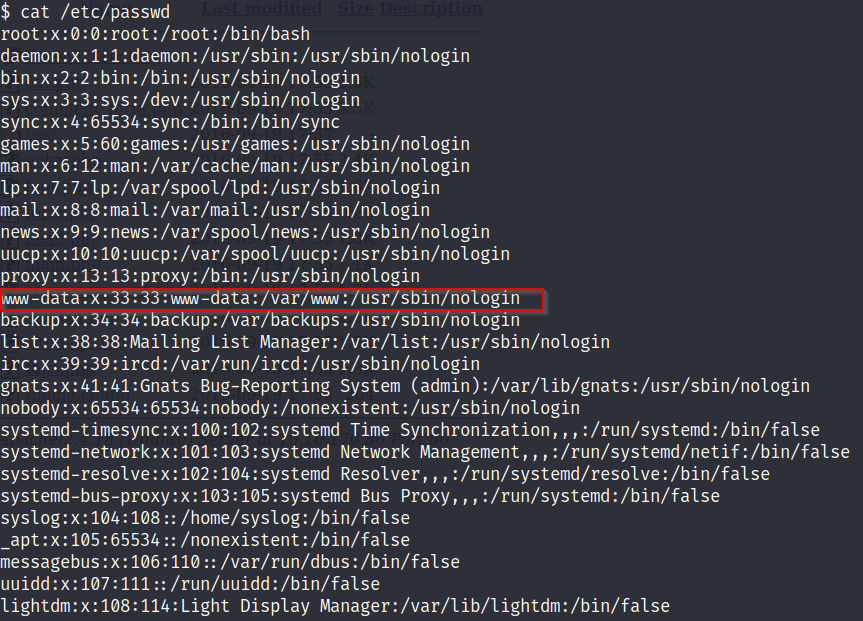 Last modified Size Description
$ cat /etc/passwd
root:x:0:0:root:/root:/bin/bash
daemon:x:1:1:daemon:/usr/sbin:/usr/sbin/nologin
bin:x:2:2:bin:/bin:/usr/sbin/nologin
sys:x:3:3:sys:/dev:/usr/sbin/nologin
sync:x:4:65534:sync:/bin:/bin/sync
games:x:5:60:games:/usr/games:/usr/sbin/nologin
man:x:6:12:man:/var/cache/man:/usr/sbin/nologin
lp:x:7:7:lp:/var/spool/lpd:/usr/sbin/nologin
mail:x:8:8:mail:/var/mail:/usr/sbin/nologin
news:x:9:9:news:/var/spool/news:/usr/sbin/nologin
uucp:x:10:10:uucp:/var/spool/uucp:/usr/sbin/nologin
proxy:x:13:13:proxy:/bin:/usr/sbin/nologin
www-data:x:33:33:www-data:/var/www:/usr/sbin/nologin
backup:x:34:34:backup:/var/backups:/usr/sbin/nologin
list:x:38:38:Mailing List Manager:/var/list:/usr/sbin/nologin
irc:x:39:39:ircd:/var/run/ircd:/usr/sbin/nologin
gnats:x:41:41:Gnats Bug-Reporting System (admin):/var/lib/gnats:/usr/sbin/nologin
nobody:x:65534:65534:nobody:/nonexistent:/usr/sbin/nologin
systemd-timesync:x:100:102:systemd Time Synchronization,,,:/run/systemd:/bin/false
systemd-network:x:101:103:systemd Network Management,,,:/run/systemd/netif:/bin/false
systemd-resolve:x:102:104:systemd Resolver,,,:/run/systemd/resolve:/bin/false
systemd-bus-proxy:x:103:105:systemd Bus Proxy,,,:/run/systemd:/bin/false
syslog:x:104:108::/home/syslog:/bin/false
_apt:x:105:65534::/nonexistent:/bin/false
messagebus:x:106:110::/var/run/dbus:/bin/false
uuidd:x:107:111::/run/uuidd:/bin/false
lightdm:x:108:114:Light Display Manager:/var/lib/lightdm:/bin/false